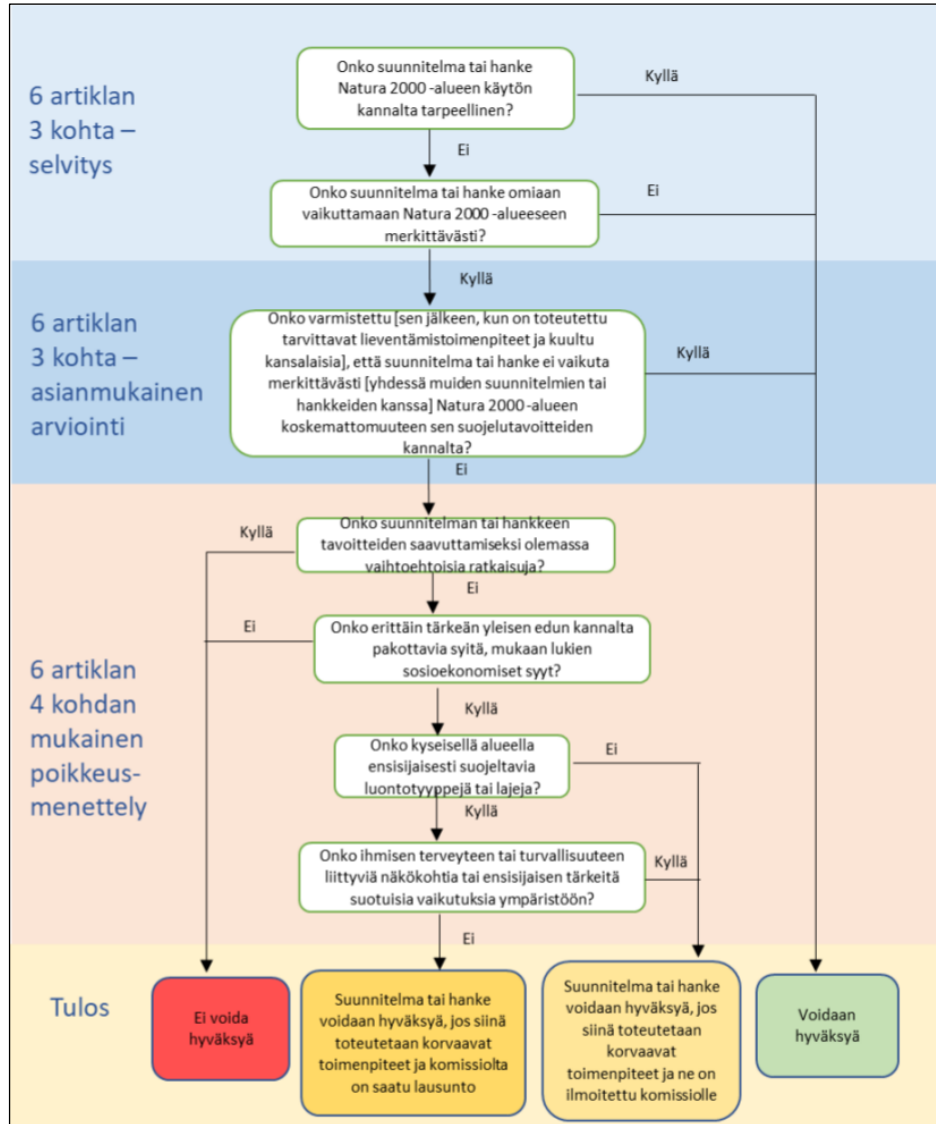 6 artiklan
3 kohta –
selvitys
Onko suunnitelma tai hanke
Natura 2000 -alueen käytön
kannalta tarpeellinen?
Kyllä
Ei
Onko suunnitelma tai hanke omiaan
vaikuttamaan Natura 2000 -alueeseen
merkittävästi?
Ei
Kyllä
6 artiklan
3 kohta –
asianmukainen
arviointi
Onko varmistettu [sen jälkeen, kun on toteutettu
tarvittavat lieventämistoimenpiteet ja kuultu
kansalaisia], että suunnitelma tai hanke ei vaikuta
merkittävästi [yhdessä muiden suunnitelmien tai
hankkeiden kanssa] Natura 2000 -alueen
koskemattomuuteen sen suojelutavoitteiden
kannalta?
Kyllä
Ei
6 artiklan
4 kohdan
mukainen
poikkeus-
menettely
Onko suunnitelman tai hankkeen
tavoitteiden saavuttamiseksi olemassa
vaihtoehtoisia ratkaisuja?
Kyllä
Ei
Onko erittäin tärkeän yleisen edun kannalta
pakottavia syitä, mukaan lukien
sosioekonomiset syyt?
Ei
Kyllä
Onko kyseisellä alueella
ensisijaisesti suojeltavia
luontotyyppejä tai lajeja?
Ei
Kyllä
Onko ihmisen terveyteen tai turvallisuuteen
liittyviä näkökohtia tai ensisijaisen tärkeitä
suotuisia vaikutuksia ympäristöön?
Kyllä
Ei
Tulos
Ei voida
hyväksyä
Suunnitelma tai hanke
voidaan hyväksyä, jos siinä
toteutetaan korvaavat
toimenpiteet ja komissiolta
on saatu lausunto
Suunnitelma tai hanke
voidaan hyväksyä, jos
siinä toteutetaan
korvaavat
toimenpiteet ja ne on
ilmoitettu komissiolle
Voidaan
hyväksyä